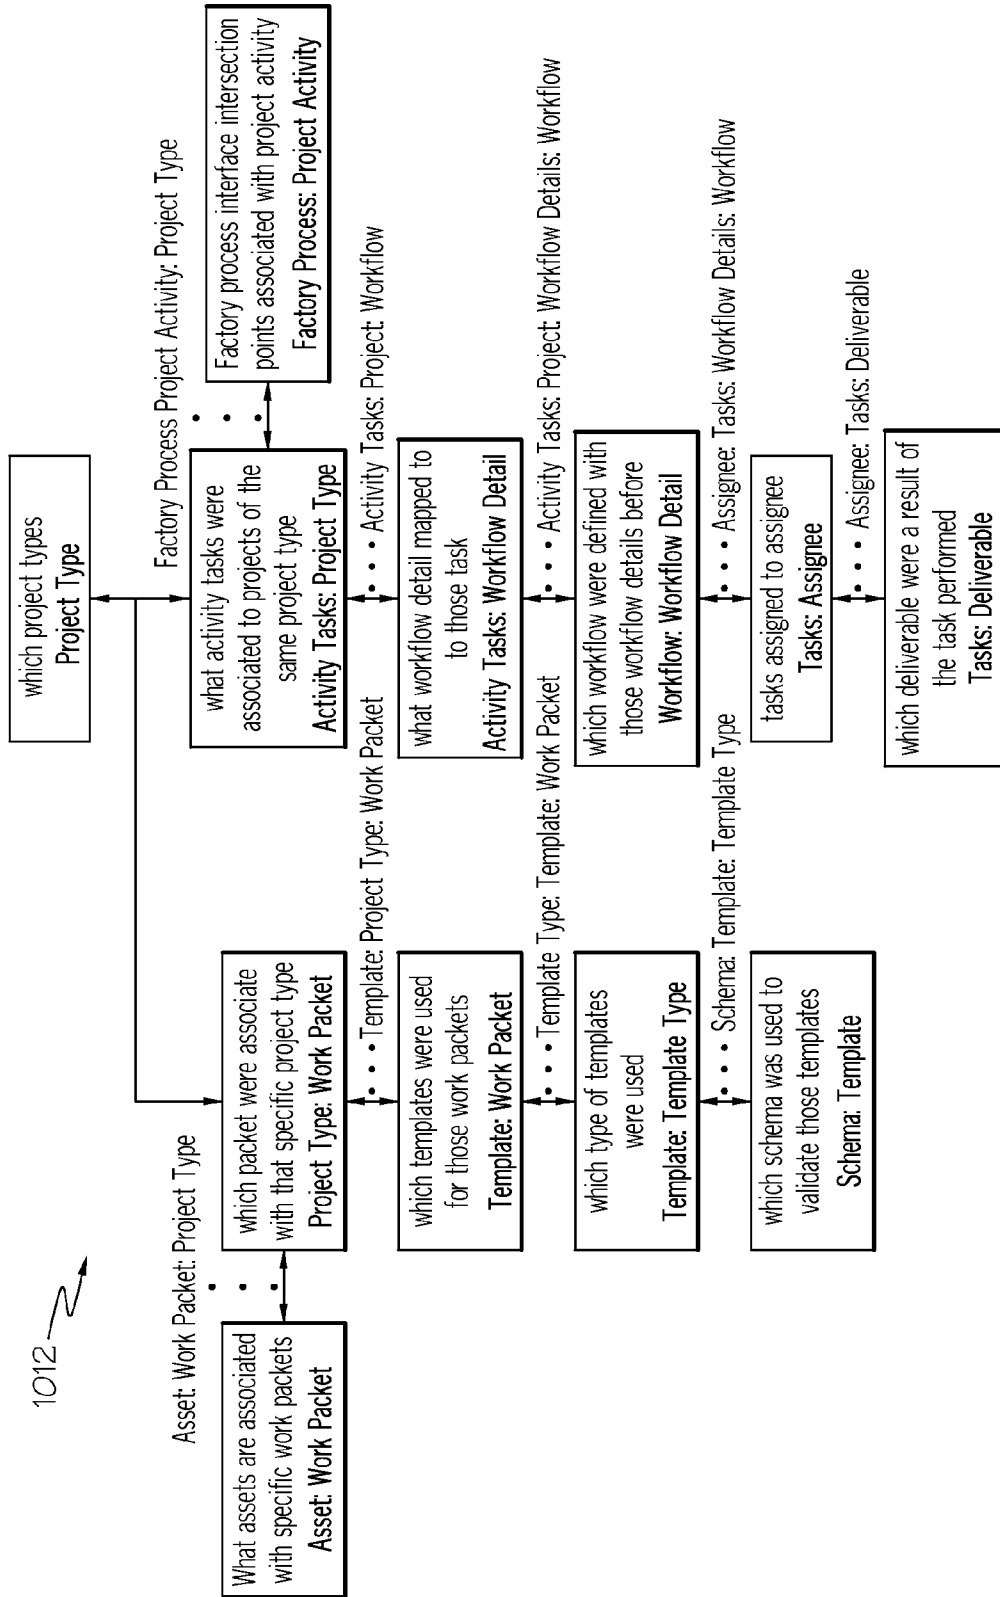 1012
which project types
Project Type
Asset: Work Packet: Project Type
Factory Process Project Activity: Project Type
What assets are associated
with specific work packets
Asset: Work Packet
which packet were associate
with that specific project type
Project Type: Work Packet
what activity tasks were
associated to projects of the
same project type
Activity Tasks: Project Type
Factory process interface intersection
points associated with project activity
Factory Process: Project Activity
Template: Project Type: Work Packet
Activity Tasks: Project: Workflow
which templates were used
for those work packets
Template: Work Packet
what workflow detail mapped to
to those task
Activity Tasks: Workflow Detail
Template Type: Template: Work Packet
Activity Tasks: Project: Workflow Details: Workflow
which type of templates
were used
Template: Template Type
which workflow were defined with
those workflow details before
Workflow: Workflow Detail
Schema: Template: Template Type
Assignee: Tasks: Workflow Details: Workflow
which schema was used to
validate those templates
Schema: Template
tasks assigned to assignee
Tasks: Assignee
Assignee: Tasks: Deliverable
which deliverable were a result of
the task performed
Tasks: Deliverable